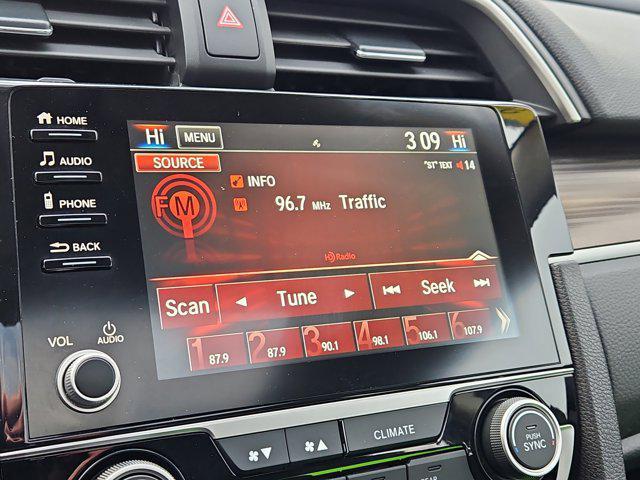 HOME
Hi MENU 3 09 Hi
AUDIO
SOURCE "ST" TEXT 14
INFO
FM 96.7 MHz Traffic
PHONE
BACK
HD Radio
Scan Tune Seek
1 87.9 2 87.9 3 90.1 4 98.1 5 106.1 6 107.9
VOL AUDIO
CLIMATE
PUSH
SYNC
REAR